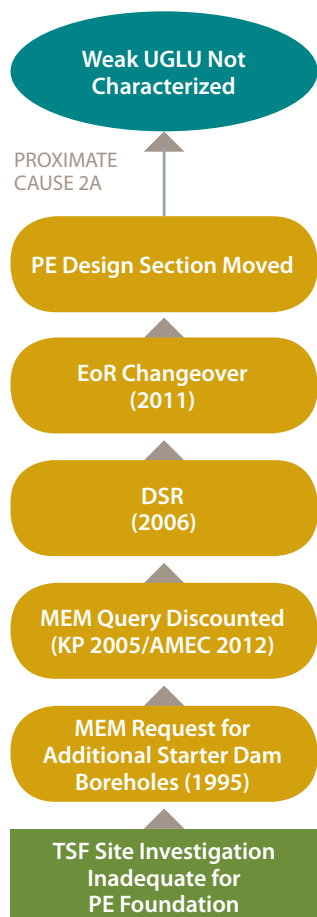 Weak UGLU Not
Characterized
PROXIMATE
CAUSE 2A
PE Design Section Moved
EoR Changeover
(2011)
DSR
(2006)
MEM Query Discounted
(KP 2005/AMEC 2012)
MEM Request for
Additional Starter Dam
Boreholes (1995)
TSF Site Investigation
Inadequate for
PE Foundation